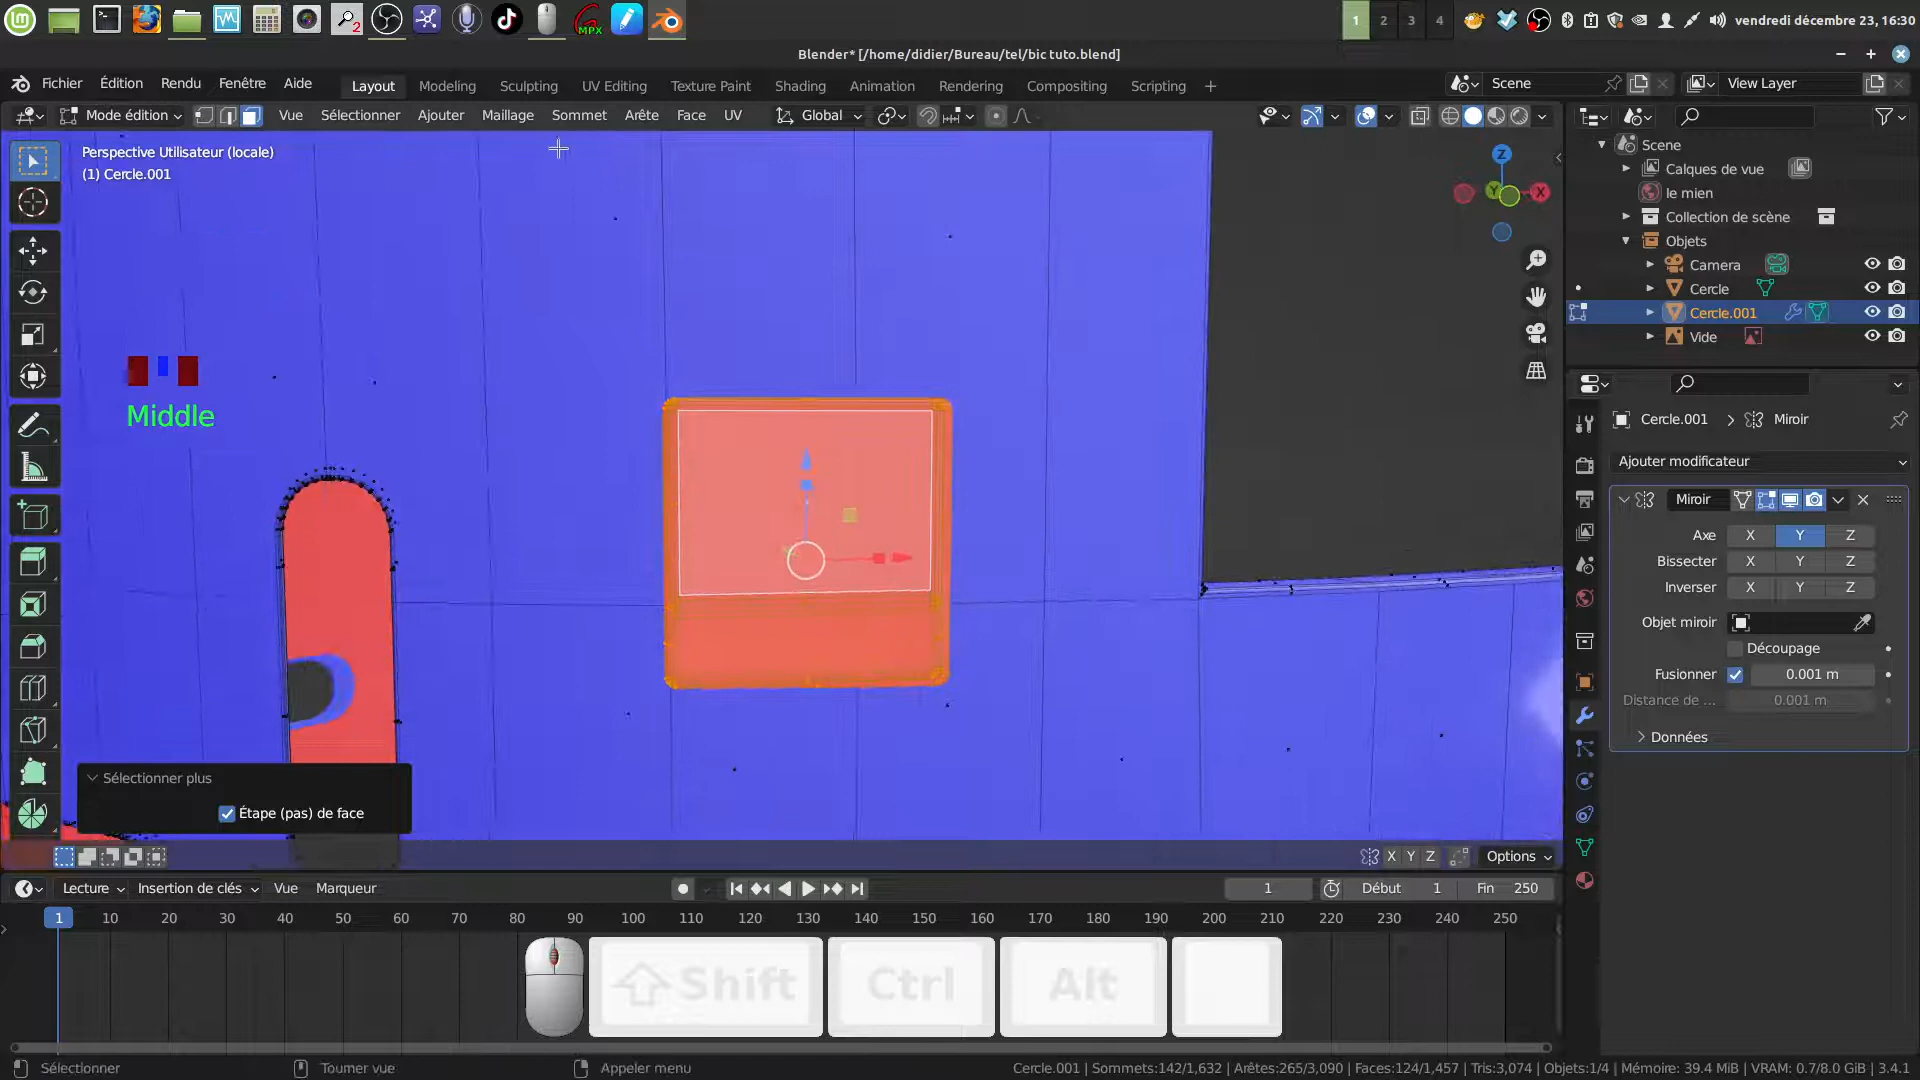 2
MPX
1 2 3 4
vendredi décembre 23, 16:30
Blender* [/home/didier/Bureau/tel/bic tuto.blend]
Fichier Édition Rendu Fenêtre Aide Layout Modeling Sculpting UV Editing Texture Paint Shading Animation Rendering Compositing Scripting + Scene View Layer
Mode édition Vue Sélectionner Ajouter Maillage Sommet Arête Face UV Global
Perspective Utilisateur (locale)
(1) Cercle.001
Z
Y X
Middle
Sélectionner plus
Étape (pas) de face
X Y Z Options
Scene
Calques de vue
le mien
Collection de scène
Objets
Camera
Cercle
Cercle.001
Vide
Cercle.001 > Miroir
Ajouter modificateur
Miroir
Axe X Y Z
Bissecter X Y Z
Inverser X Y Z
Objet miroir
Découpage
Fusionner 0.001 m
Distance de ... 0.001 m
Données
Lecture Insertion de clés Vue Marqueur 1 Début 1 Fin 250
1 10 20 30 40 50 60 70 80 90 100 110 120 130 140 150 160 170 180 190 200 210 220 230 240 250
Shift Ctrl Alt
Sélectionner Tourner vue Appeler menu Cercle.001 | Sommets:142/1,632 | Arêtes:265/3,090 | Faces:124/1,457 | Tris:3,074 | Objets:1/4 | Mémoire: 39.4 MiB | VRAM: 0.7/8.0 GiB | 3.4.1